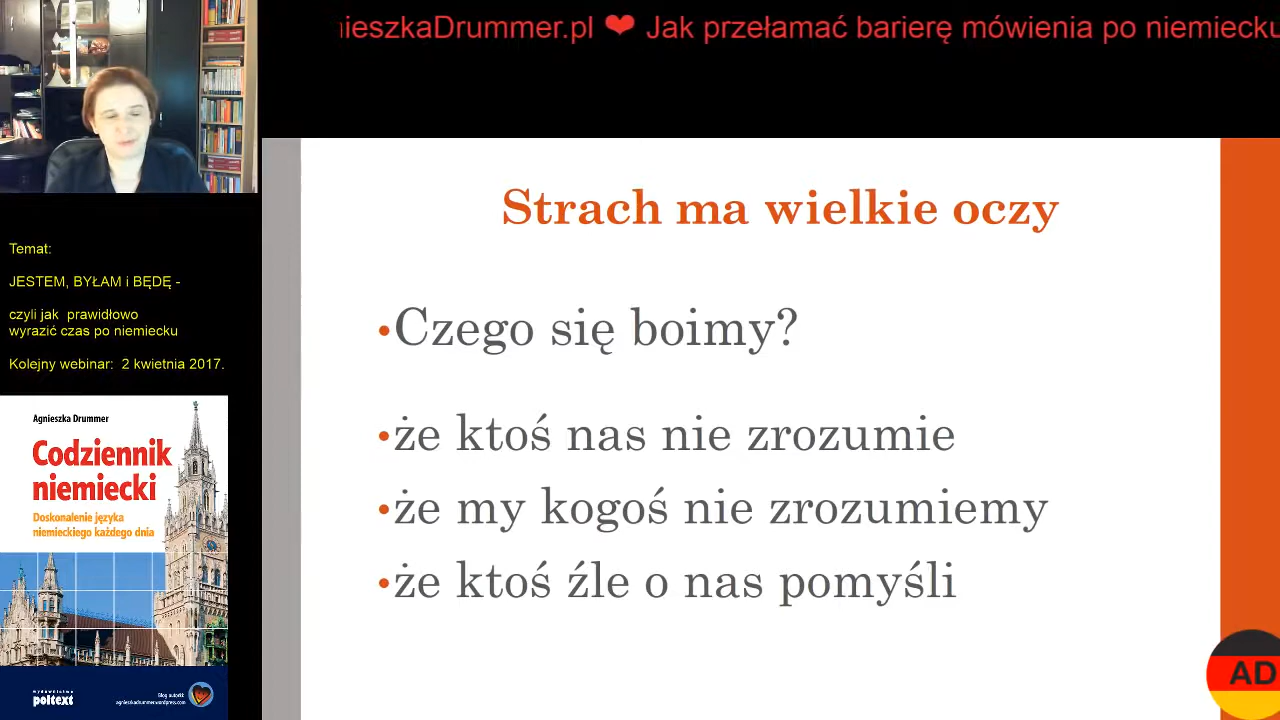 nieszkaDrummer.pl ❤ Jak przełamać barierę mówienia po niemiecku
Temat:
JESTEM, BYŁAM i BĘDĘ -
czyli jak prawidłowo
wyrazić czas po niemiecku
Kolejny webinar: 2 kwietnia 2017.
Agnieszka Drummer
Codziennik
niemiecki
Doskonalenie języka
niemieckiego każdego dnia
wydawnictwo
poltext
Blog autorki:
agnieszkadrummer.wordpress.com
Strach ma wielkie oczy
•Czego się boimy?
•że ktoś nas nie zrozumie
•że my kogoś nie zrozumiemy
•że ktoś źle o nas pomyśli
AD